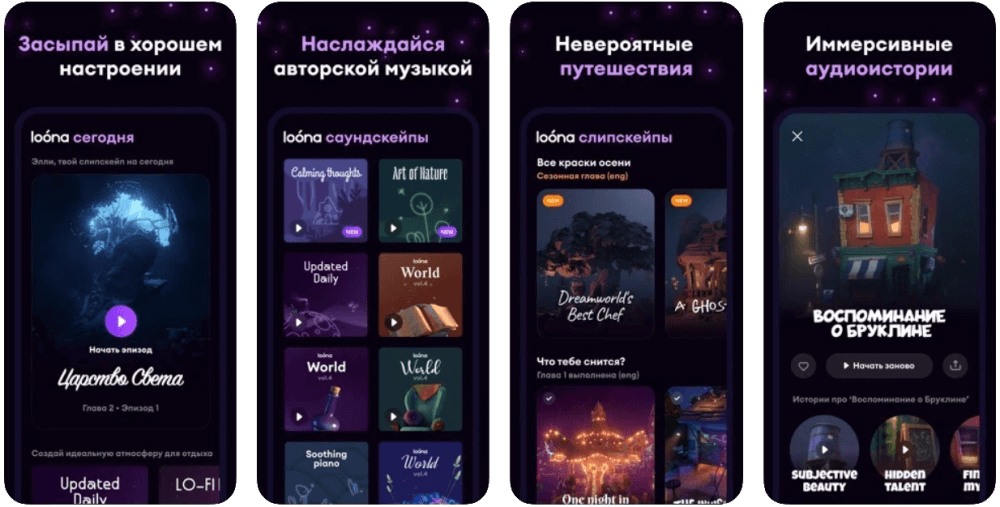 Засыпай в хорошем
настроении
loóna сегодня
Элли, твой слипскейп на сегодня
Начать эпизод
Царство Света
Глава 2 • Эпизод 1
Создай идеальную атмосферу для отдыха
Updated
Daily
LO-FI
Наслаждайся
авторской музыкой
loóna саундскейпы
Calming thoughts
NEW
Art of Nature
NEW
Updated
Daily
loóna
World
vol.4
loóna
World
vol.4
loóna
World
vol.4
Soothing
piano
loóna
World
Невероятные
путешествия
loóna слипскейпы
Все краски осени
Сезонная глава (eng)
NEW
Dreamworld's
Best Chef
NEW
A GHOS
Что тебе снится?
Глава 1 выполнена (eng)
One night in
Иммерсивные
аудиоистории
ВОСПОМИНАНИЕ
О БРУКЛИНЕ
Начать заново
Истории про 'Воспоминание о Бруклине'
SUBJECTIVE
BEAUTY
HIDDEN
TALENT
FIN
MY